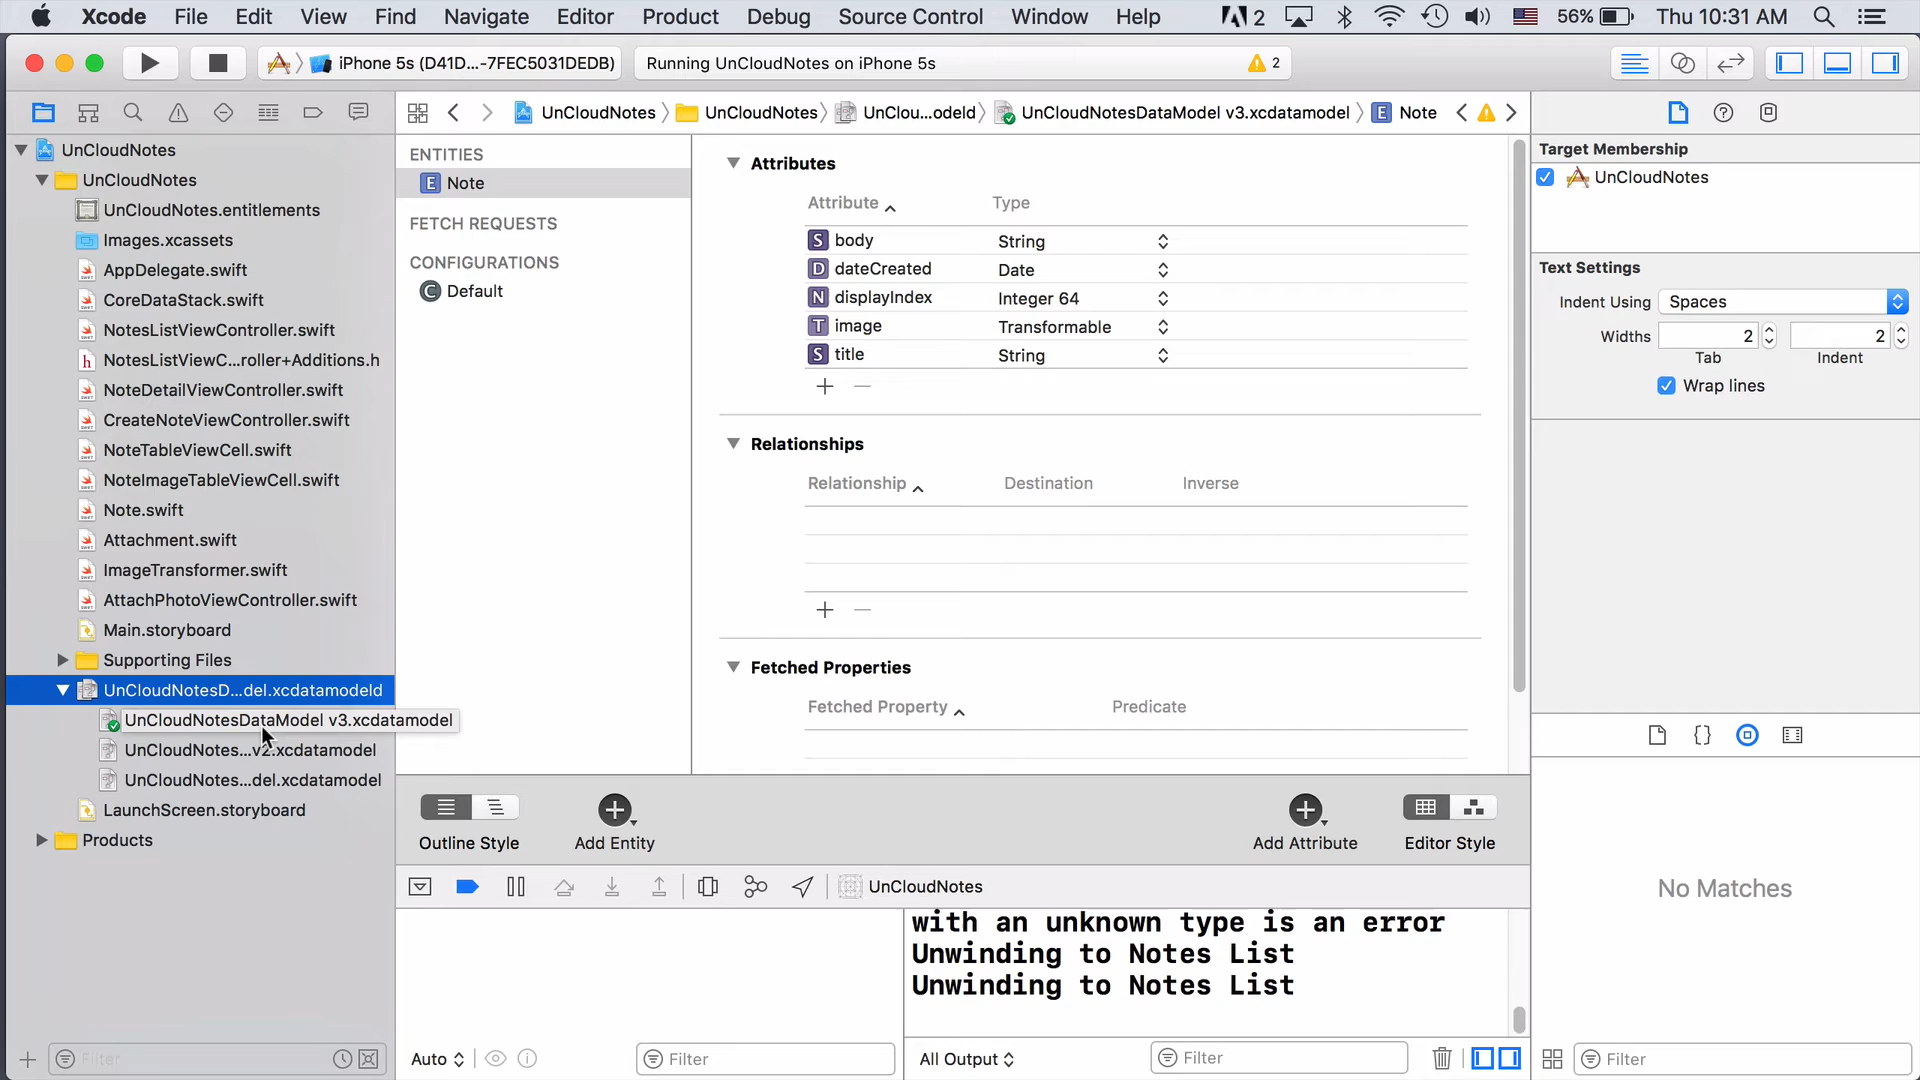 Xcode File Edit View Find Navigate Editor Product Debug Source Control Window Help 2 56% Thu 10:31 AM
iPhone 5s (D41D...-7FEC5031DEDB) Running UnCloudNotes on iPhone 5s 2
UnCloudNotes UnCloudNotes UnClou...odeld UnCloudNotesDataModel v3.xcdatamodel E Note
UnCloudNotes
UnCloudNotes
UnCloudNotes.entitlements
Images.xcassets
AppDelegate.swift
CoreDataStack.swift
NotesListViewController.swift
h NotesListViewC...roller+Additions.h
NoteDetailViewController.swift
CreateNoteViewController.swift
NoteTableViewCell.swift
NoteImageTableViewCell.swift
Note.swift
Attachment.swift
ImageTransformer.swift
AttachPhotoViewController.swift
Main.storyboard
Supporting Files
UnCloudNotesD...del.xcdatamodeld
UnCloudNotesDataModel v3.xcdatamodel
UnCloudNotes...v2.xcdatamodel
UnCloudNotes...del.xcdatamodel
LaunchScreen.storyboard
Products
Filter
ENTITIES
E Note
FETCH REQUESTS
CONFIGURATIONS
C Default
Attributes
Attribute Type
S body String
D dateCreated Date
N displayIndex Integer 64
T image Transformable
S title String
Relationships
Relationship Destination Inverse
Fetched Properties
Fetched Property Predicate
Outline Style Add Entity Add Attribute Editor Style
UnCloudNotes
with an unknown type is an error
Unwinding to Notes List
Unwinding to Notes List
Auto Filter All Output Filter
Target Membership
UnCloudNotes
Text Settings
Indent Using Spaces
Widths 2 2
Tab Indent
Wrap lines
No Matches
Filter